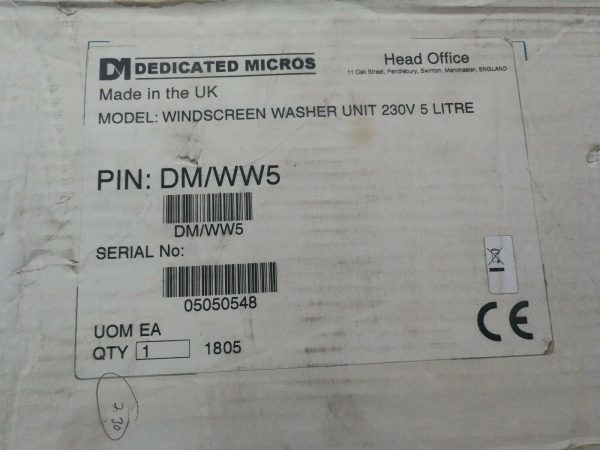 DM DEDICATED MICROS
Head Office
11 Oak Street, Pendlebury, Swinton, Manchester, ENGLAND
Made in the UK
MODEL: WINDSCREEN WASHER UNIT 230V 5 LITRE
PIN: DM/WW5
DM/WW5
SERIAL No:
05050548
CE
UOM EA
QTY 1 1805